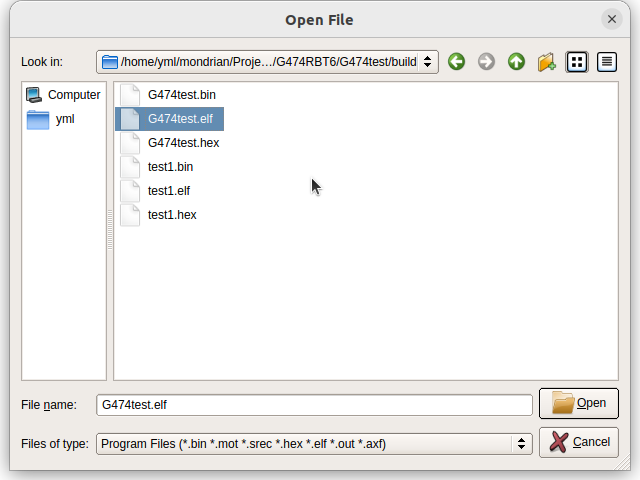 Open File
Look in:
/home/yml/mondrian/Proje.../G474RBT6/G474test/build
Computer
yml
G474test.bin
G474test.elf
G474test.hex
test1.bin
test1.elf
test1.hex
File name:
G474test.elf
Open
Files of type:
Program Files (*.bin *.mot *.srec *.hex *.elf *.out *.axf)
Cancel